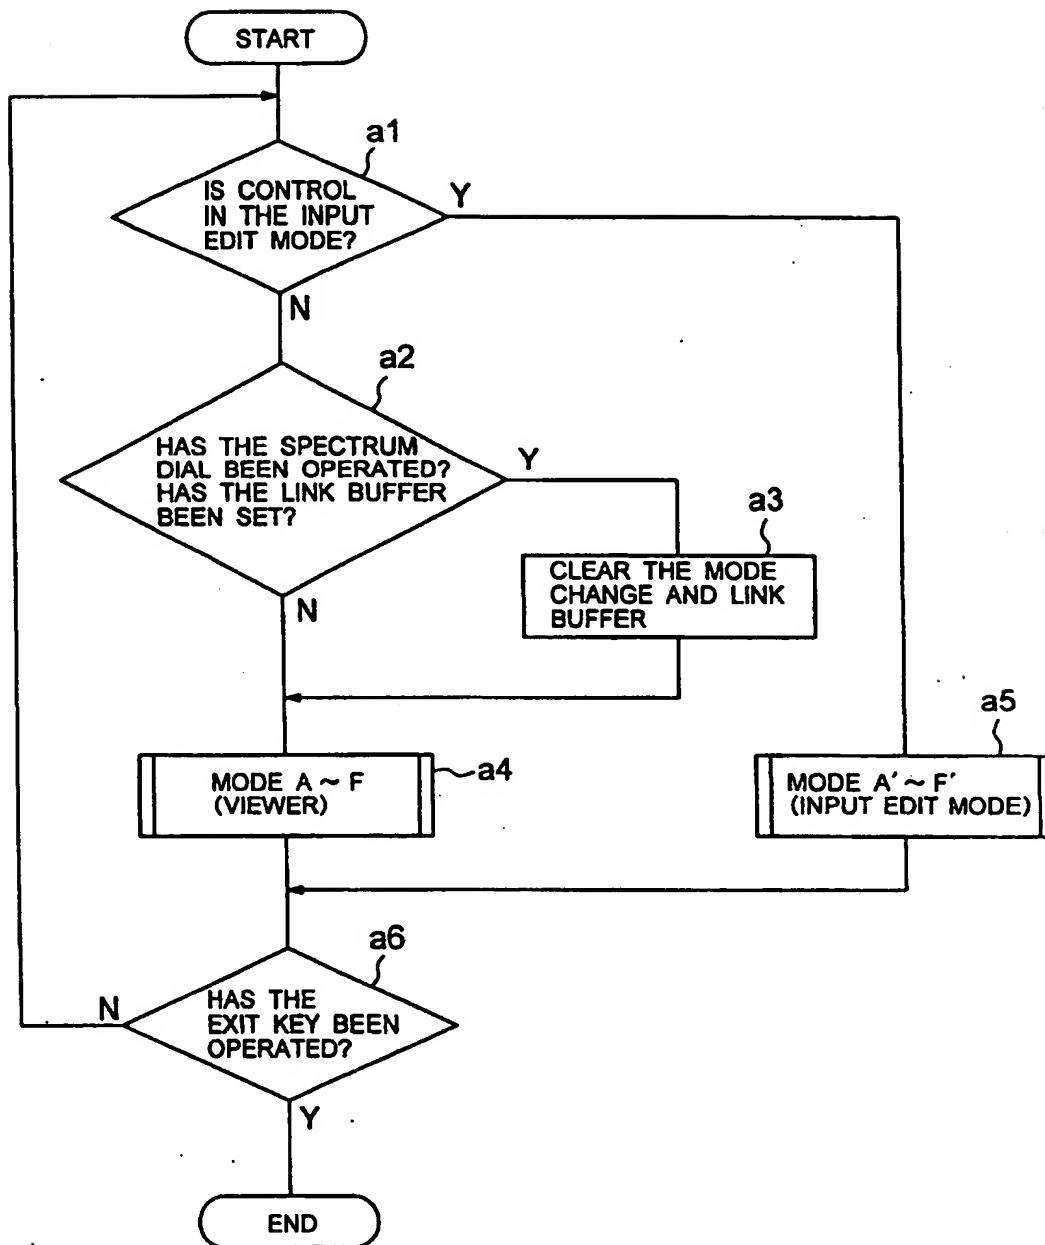 START
a1
IS CONTROL
IN THE INPUT
EDIT MODE?
Y
N
a2
HAS THE SPECTRUM
DIAL BEEN OPERATED?
HAS THE LINK BUFFER
BEEN SET?
Y
N
a3
CLEAR THE MODE
CHANGE AND LINK
BUFFER
MODE A ~ F
(VIEWER)
a4
a5
MODE A' ~ F'
(INPUT EDIT MODE)
a6
HAS THE
EXIT KEY BEEN
OPERATED?
N
Y
END